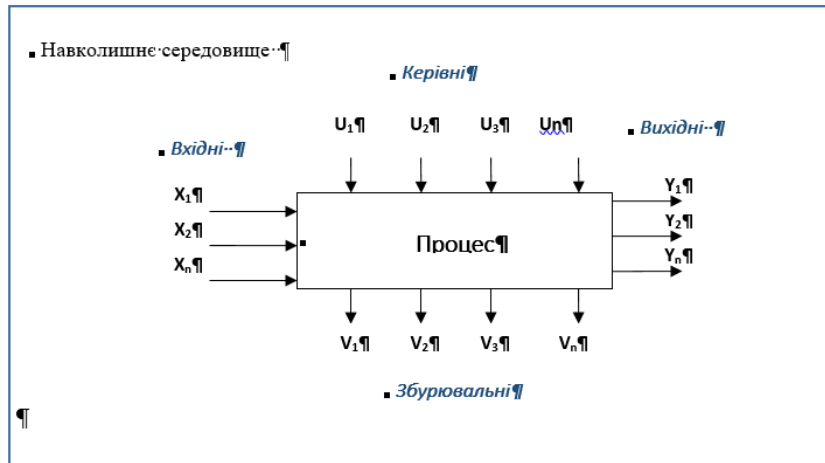 Навколишнє середовище ¶
Керівні¶
U₁¶ U₂¶ U₃¶ Un¶
Вихідні ¶
Вхідні ¶
X₁¶
X₂¶
Xₙ¶
Процес¶
Y₁¶
Y₂¶
Yₙ¶
V₁¶ V₂¶ V₃¶ Vₙ¶
Збурювальні¶
¶